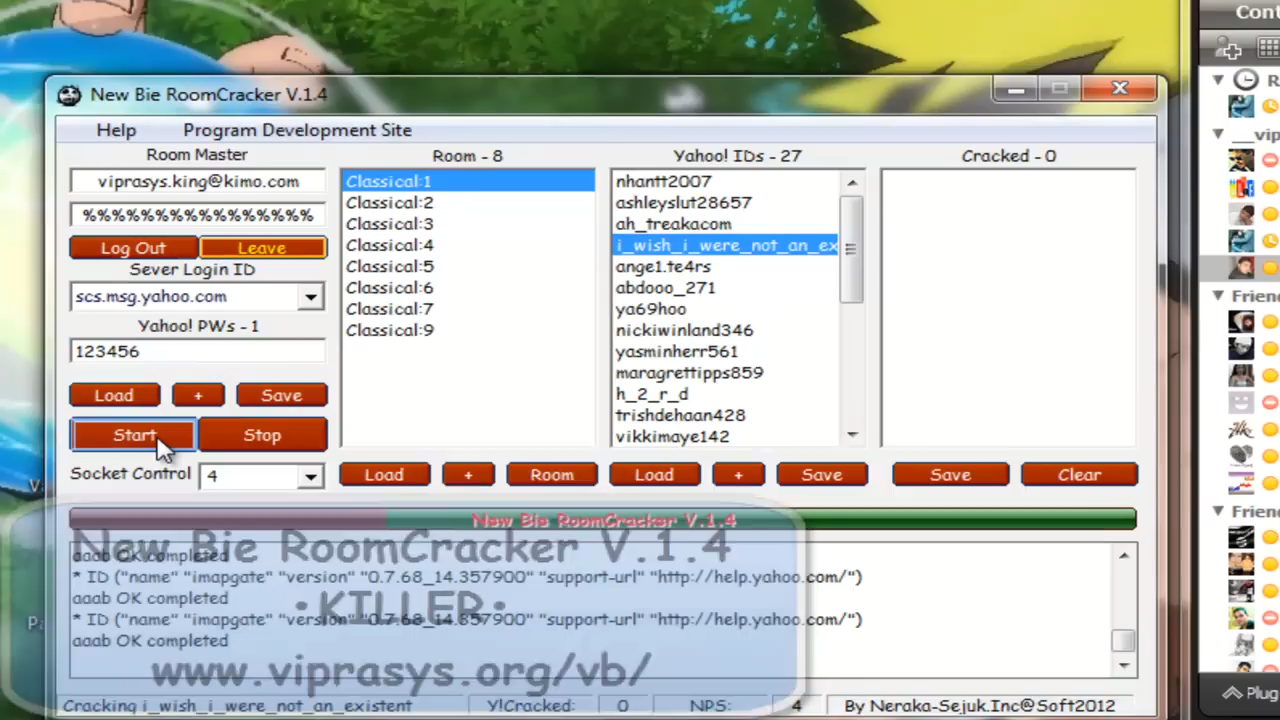 Cont
New Bie RoomCracker V.1.4
Help Program Development Site
Room Master
viprasys.king@kimo.com
%%%%%%%%%%%%%%%%
Log Out Leave
Sever Login ID
scs.msg.yahoo.com
Yahoo! PWs - 1
123456
Load + Save
Start Stop
Socket Control 4
Room - 8
Classical:1
Classical:2
Classical:3
Classical:4
Classical:5
Classical:6
Classical:7
Classical:9
Load + Room
Yahoo! IDs - 27
nhantt2007
ashleyslut28657
ah_treakacom
i_wish_i_were_not_an_ex
ange1.te4rs
abdooo_271
ya69hoo
nickiwinland346
yasminherr561
maragrettipps859
h_2_r_d
trishdehaan428
vikkimaye142
Load + Save
Cracked - 0
Save Clear
R
__vip
Friend
Friend
Plug
New Bie RoomCracker V.1.4
aaab OK completed
* ID ("name" "imapgate" "version" "0.7.68_14.357900" "support-url" "http://help.yahoo.com/")
aaab OK completed
* ID ("name" "imapgate" "version" "0.7.68_14.357900" "support-url" "http://help.yahoo.com/")
aaab OK completed
New Bie RoomCracker V.1.4
•KILLER•
www.viprasys.org/vb/
Cracking i_wish_i_were_not_an_existent Y!Cracked: 0 NPS: 4 By Neraka-Sejuk.Inc@Soft2012